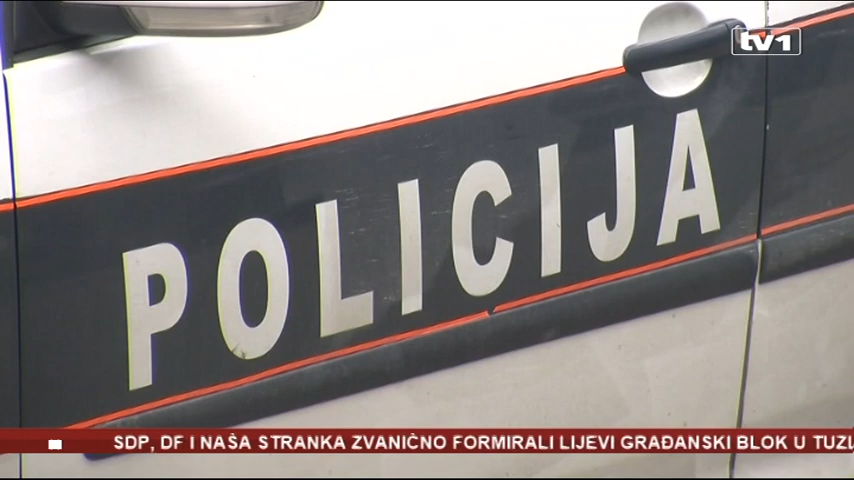 tv1
POLICIJA
SDP, DF I NAŠA STRANKA ZVANIČNO FORMIRALI LIJEVI GRAĐANSKI BLOK U